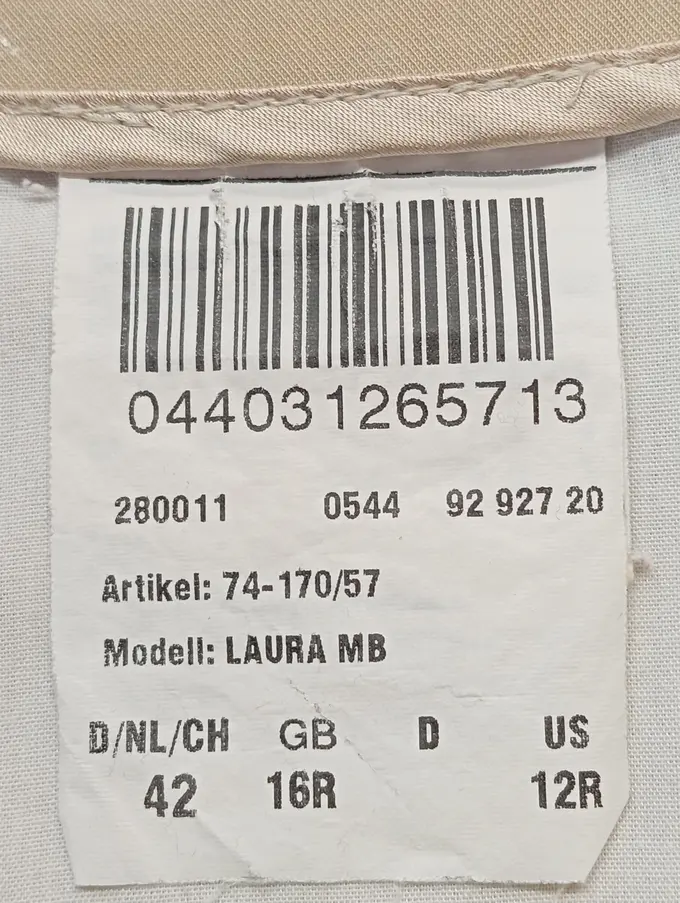 044031265713
280011 0544 92 927 20
Artikel: 74-170/57
Modell: LAURA MB
D/NL/CH GB D US
42 16R 12R